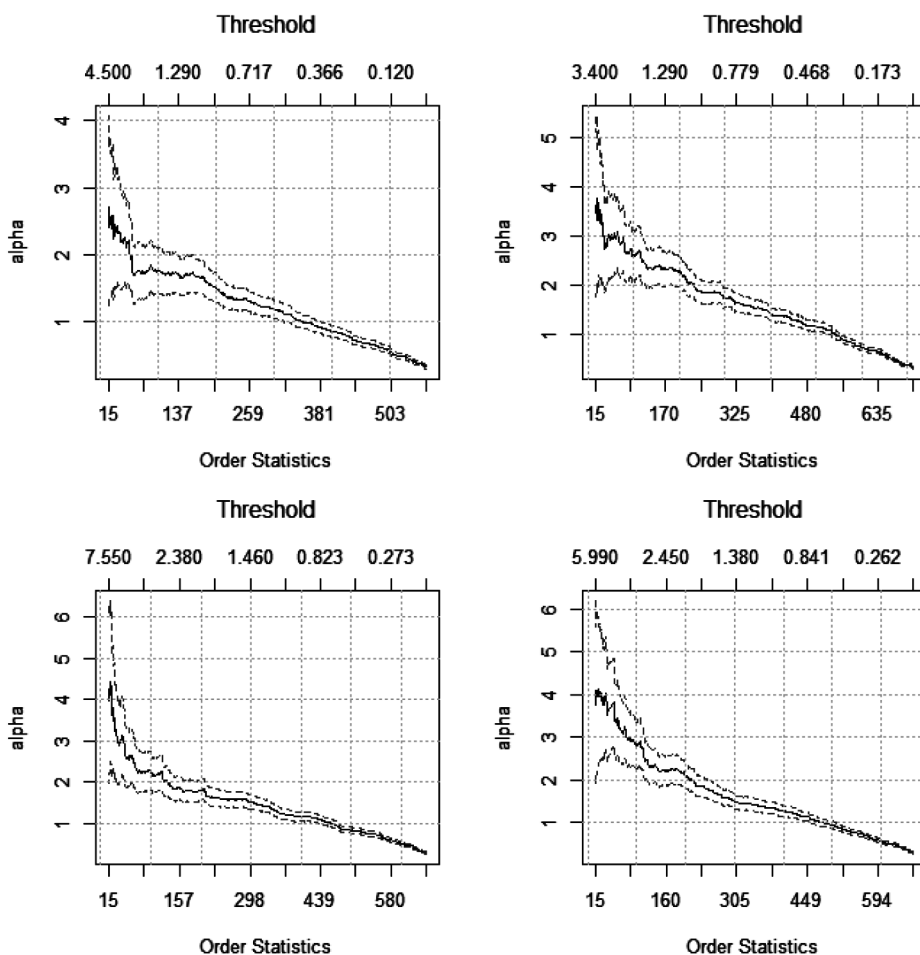 Threshold
4.500 1.290 0.717 0.366 0.120
4
3
2
1
alpha
15 137 259 381 503
Order Statistics
Threshold
3.400 1.290 0.779 0.468 0.173
5
4
3
2
1
alpha
15 170 325 480 635
Order Statistics
Threshold
7.550 2.380 1.460 0.823 0.273
6
5
4
3
2
1
alpha
15 157 298 439 580
Order Statistics
Threshold
5.990 2.450 1.380 0.841 0.262
6
5
4
3
2
1
alpha
15 160 305 449 594
Order Statistics